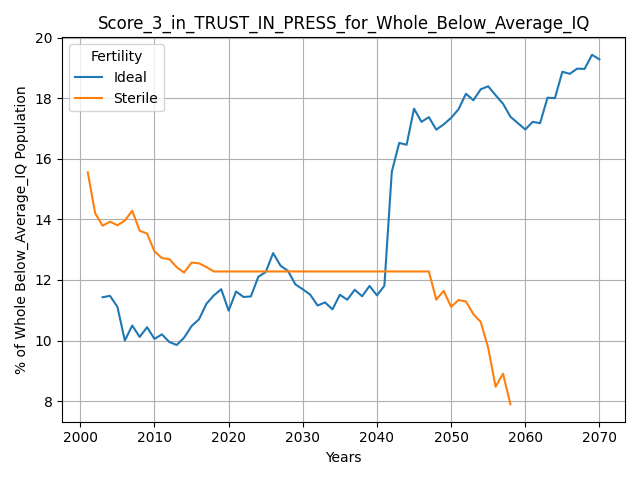 Score_3_in_TRUST_IN_PRESS_for_Whole_Below_Average_IQ
Fertility
Ideal
Sterile
% of Whole Below_Average_IQ Population
20
18
16
14
12
10
8
2000 2010 2020 2030 2040 2050 2060 2070
Years